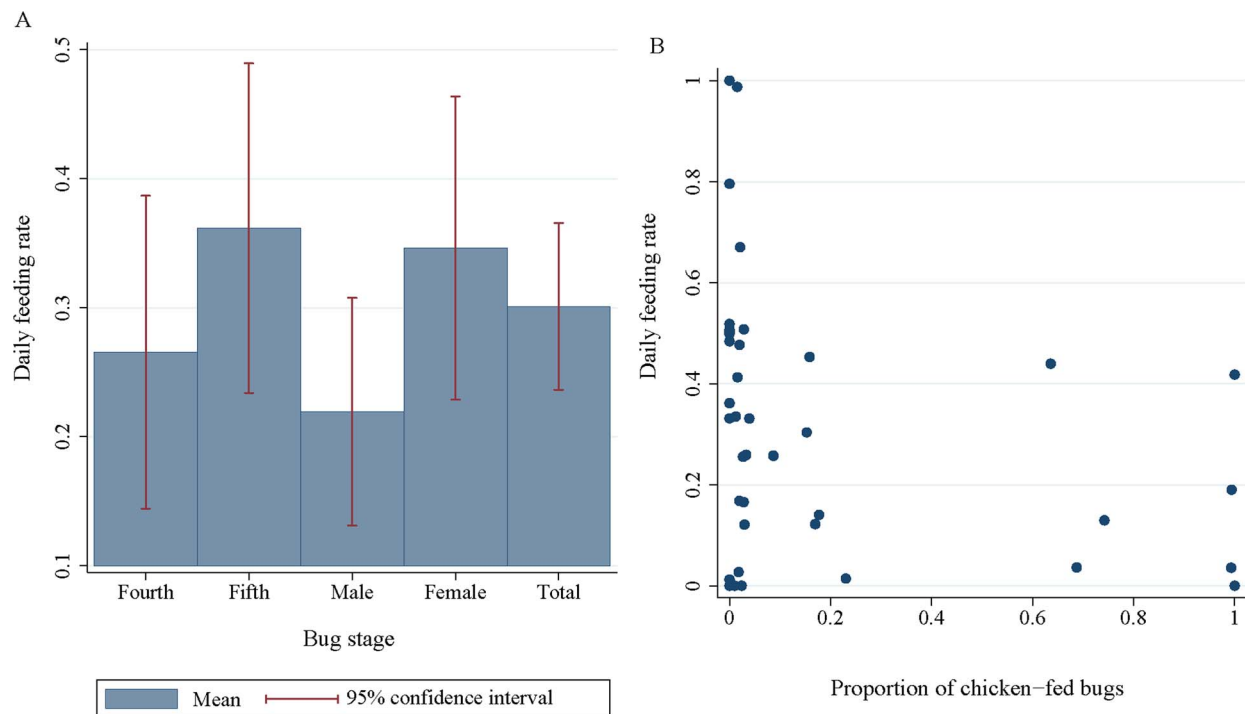 A
Daily feeding rate
0.5
0.4
0.3
0.2
0.1
Fourth Fifth Male Female Total
Bug stage
Mean 95% confidence interval
B
Daily feeding rate
1
0.8
0.6
0.4
0.2
0
0 0.2 0.4 0.6 0.8 1
Proportion of chicken−fed bugs